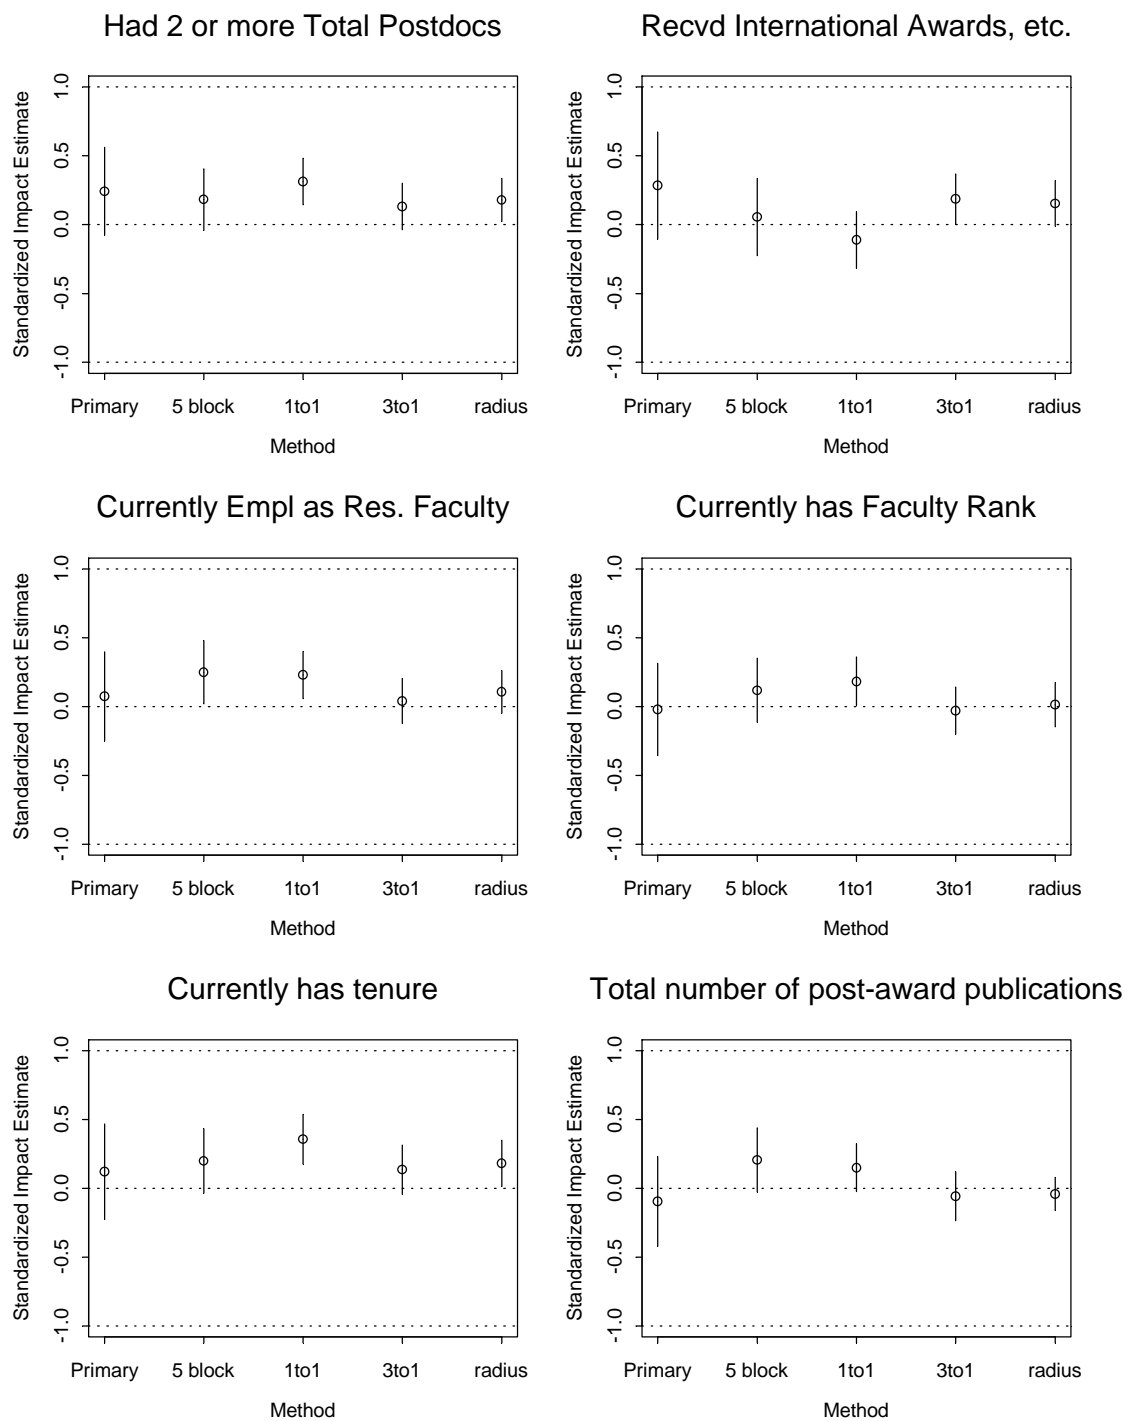 Had 2 or more Total Postdocs
Standardized Impact Estimate
1.0
0.5
0.0
-0.5
-1.0
Primary 5 block 1to1 3to1 radius
Method
Recvd International Awards, etc.
Standardized Impact Estimate
1.0
0.5
0.0
-0.5
-1.0
Primary 5 block 1to1 3to1 radius
Method
Currently Empl as Res. Faculty
Standardized Impact Estimate
1.0
0.5
0.0
-0.5
-1.0
Primary 5 block 1to1 3to1 radius
Method
Currently has Faculty Rank
Standardized Impact Estimate
1.0
0.5
0.0
-0.5
-1.0
Primary 5 block 1to1 3to1 radius
Method
Currently has tenure
Standardized Impact Estimate
1.0
0.5
0.0
-0.5
-1.0
Primary 5 block 1to1 3to1 radius
Method
Total number of post-award publications
Standardized Impact Estimate
1.0
0.5
0.0
-0.5
-1.0
Primary 5 block 1to1 3to1 radius
Method